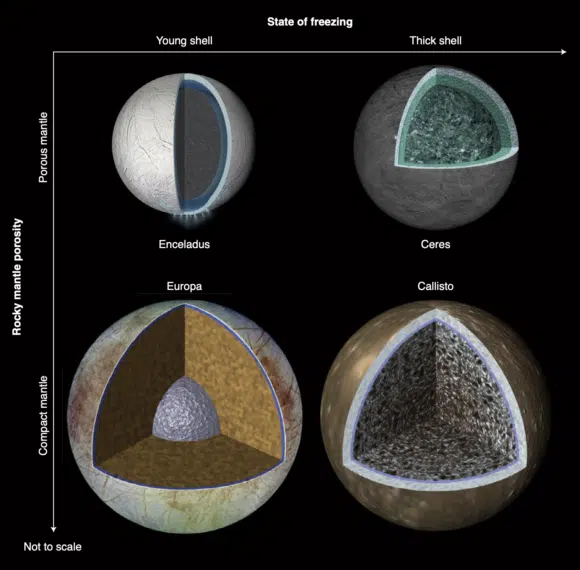 State of freezing
Young shell
Thick shell
Porous mantle
Enceladus
Ceres
Rocky mantle porosity
Europa
Callisto
Compact mantle
Not to scale